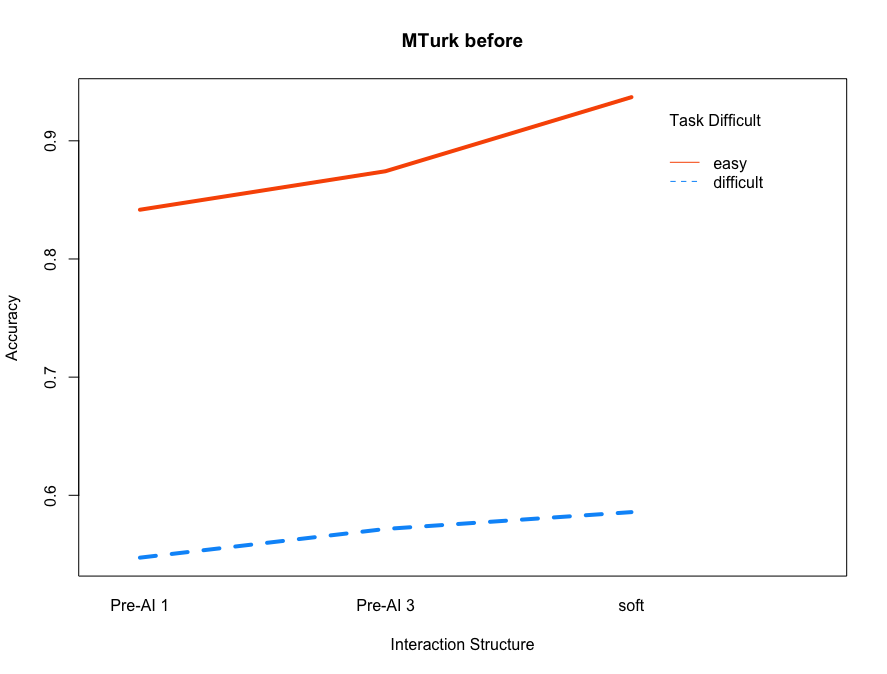 MTurk before
Task Difficult
easy
difficult
0.9
0.8
0.7
0.6
Accuracy
Pre-AI 1
Pre-AI 3
soft
Interaction Structure